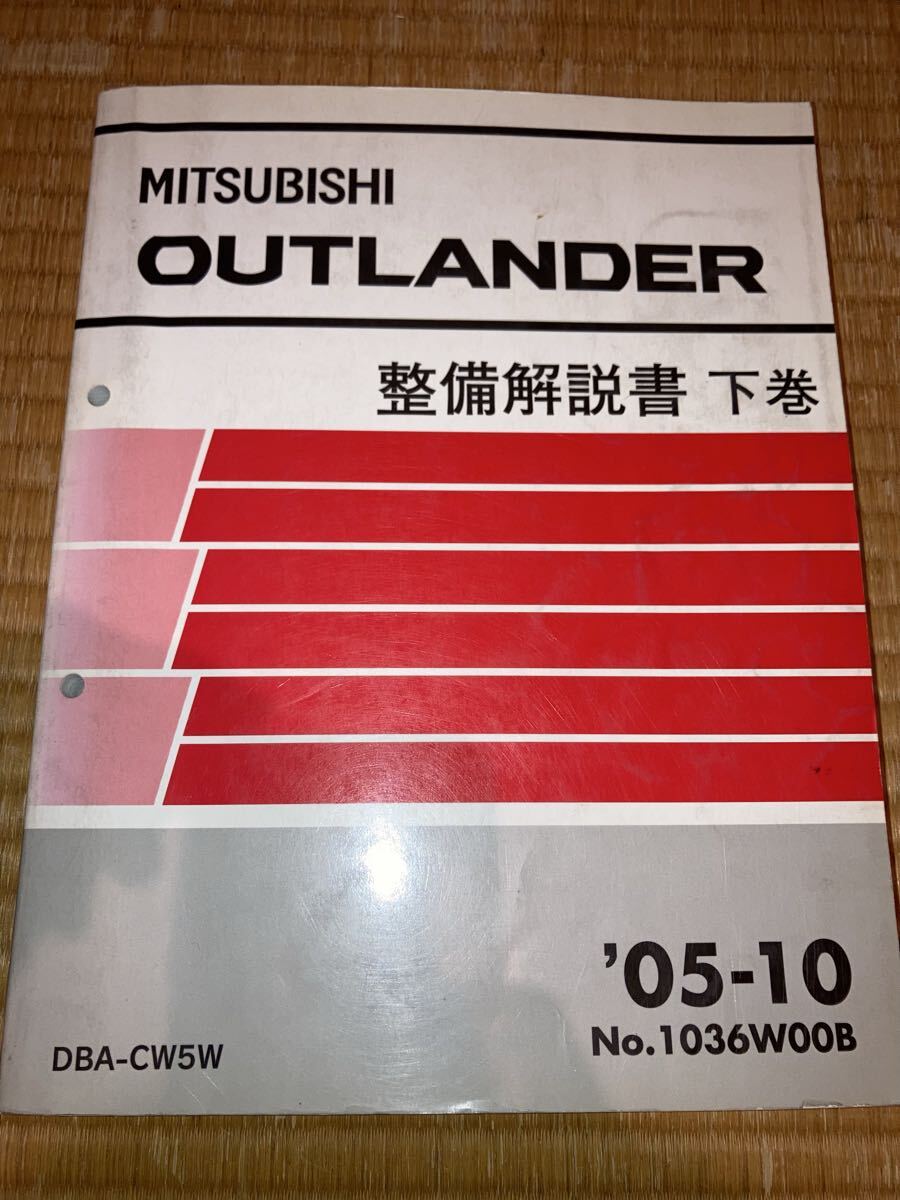 MITSUBISHI
OUTLANDER
整備解説書 下巻
’05-10
No.1036W00B
DBA-CW5W